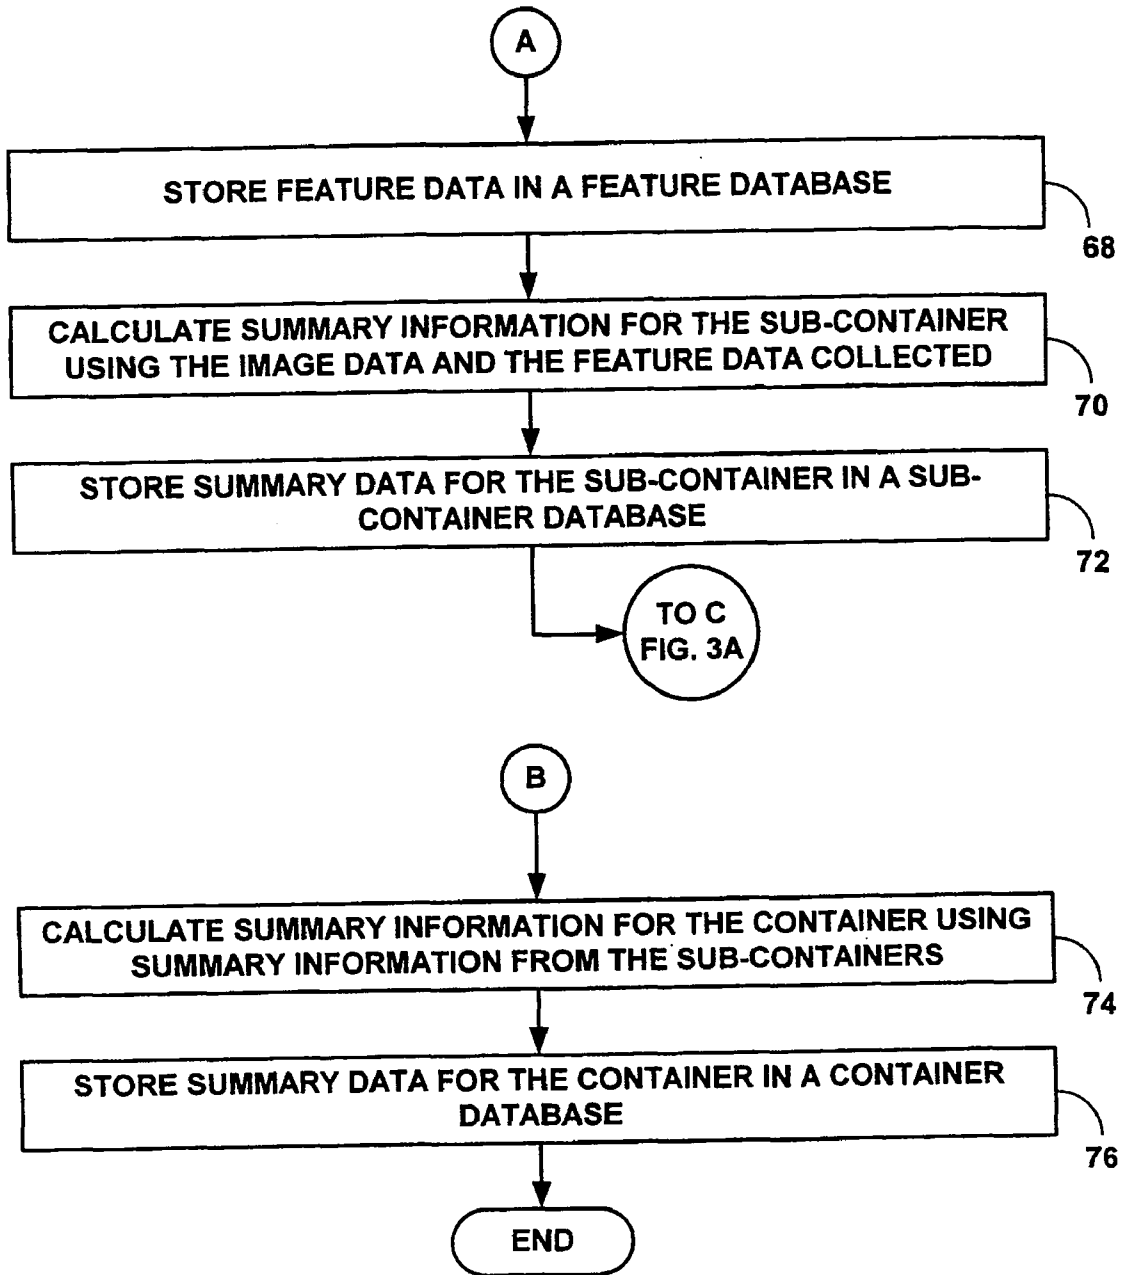 A
STORE FEATURE DATA IN A FEATURE DATABASE
68
CALCULATE SUMMARY INFORMATION FOR THE SUB-CONTAINER
USING THE IMAGE DATA AND THE FEATURE DATA COLLECTED
70
STORE SUMMARY DATA FOR THE SUB-CONTAINER IN A SUB-
CONTAINER DATABASE
72
TO C
FIG. 3A
B
CALCULATE SUMMARY INFORMATION FOR THE CONTAINER USING
SUMMARY INFORMATION FROM THE SUB-CONTAINERS
74
STORE SUMMARY DATA FOR THE CONTAINER IN A CONTAINER
DATABASE
76
END